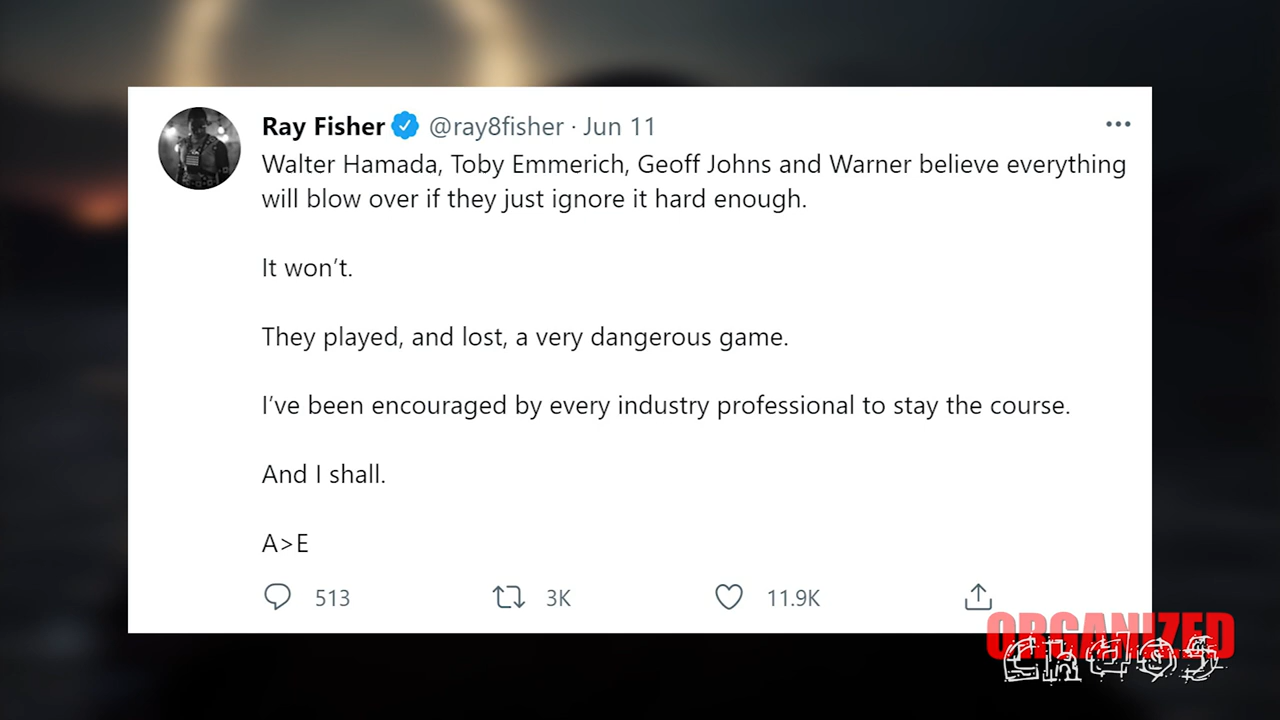 Ray Fisher @ray8fisher · Jun 11
Walter Hamada, Toby Emmerich, Geoff Johns and Warner believe everything
will blow over if they just ignore it hard enough.
It won’t.
They played, and lost, a very dangerous game.
I’ve been encouraged by every industry professional to stay the course.
And I shall.
A>E
513 3K 11.9K
ORGANIZED
CHAOS